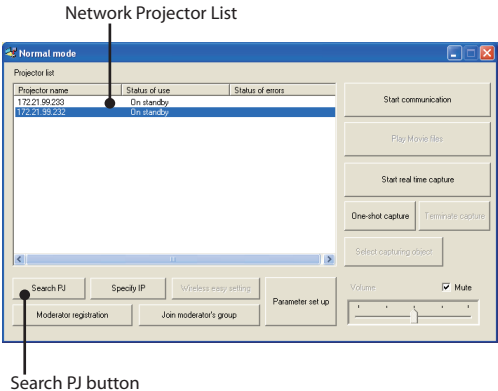 Network Projector List
Normal mode
Projector list
Projector name Status of use Status of errors
172.21.99.233 On standby
172.21.99.232 On standby
Start communication
Play Movie files
Start real time capture
One-shot capture Terminate capture
Select capturing object
Search PJ Specify IP Wireless easy setting Parameter set up
Moderator registration Join moderator's group
Volume Mute
Search PJ button